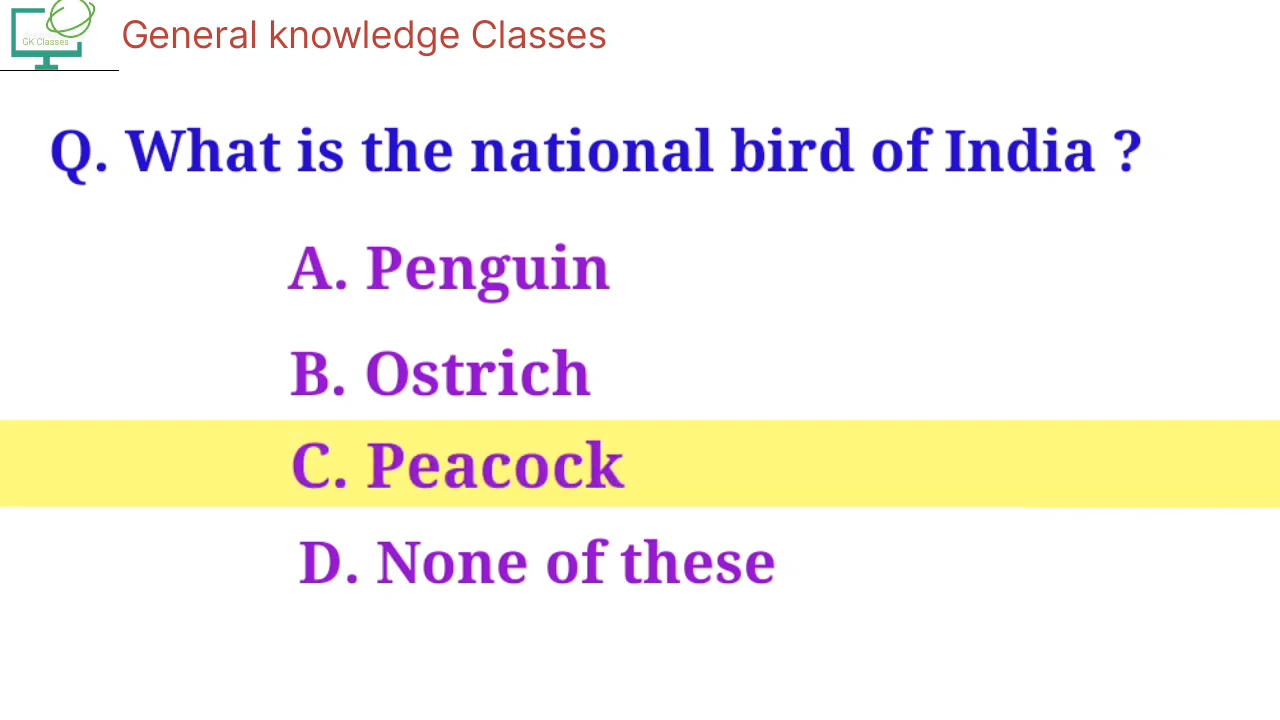 GK Classes
General knowledge Classes
Q. What is the national bird of India ?
A. Penguin
B. Ostrich
C. Peacock
D. None of these